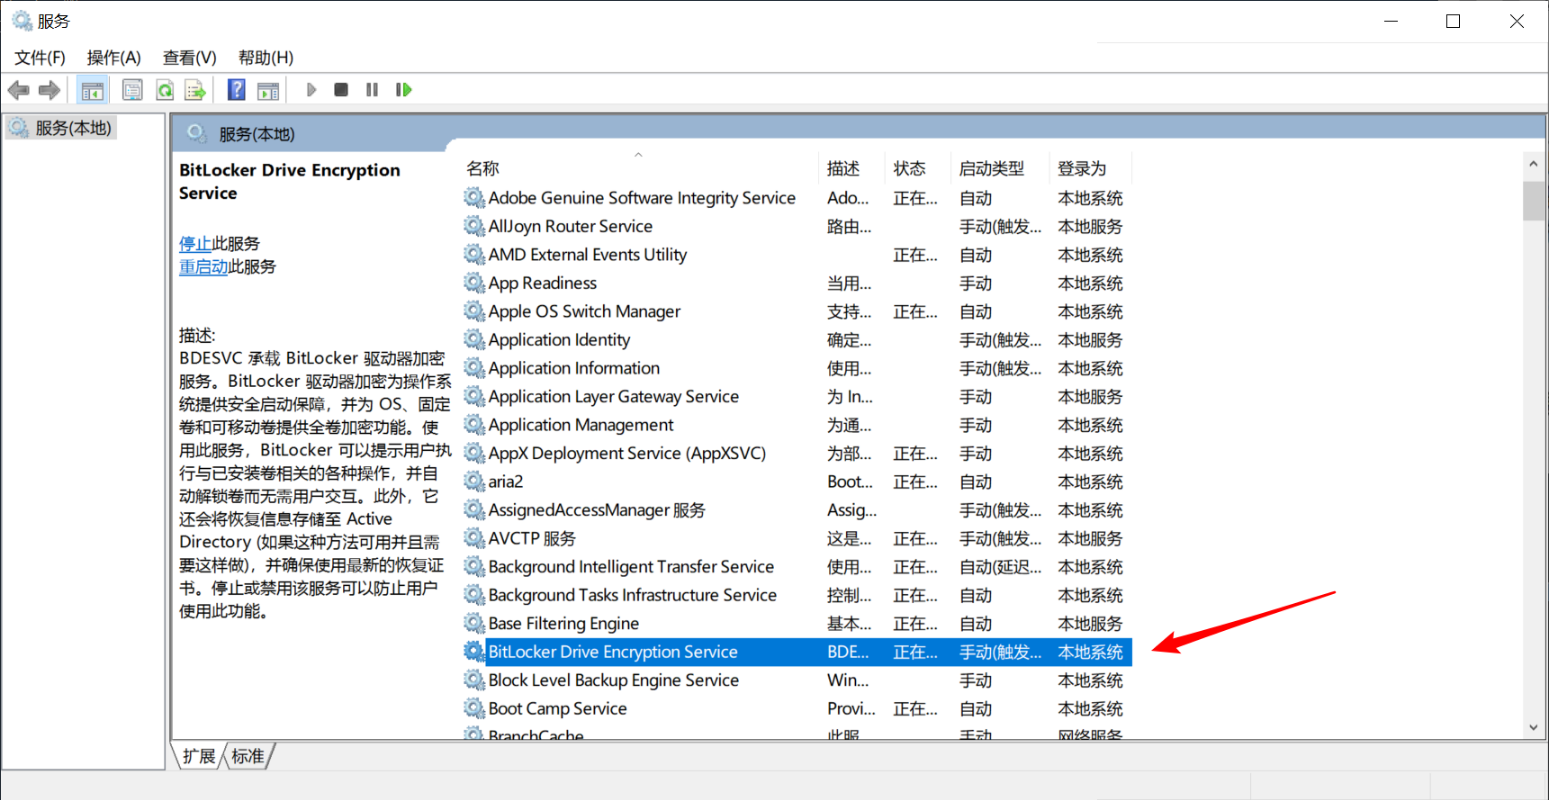 服务
文件(F) 操作(A) 查看(V) 帮助(H)
服务(本地)
服务(本地)
BitLocker Drive Encryption
Service
停止此服务
重启动此服务
描述:
BDESVC 承载 BitLocker 驱动器加密
服务。BitLocker 驱动器加密为操作系
统提供安全启动保障，并为 OS、固定
卷和可移动卷提供全卷加密功能。使
用此服务，BitLocker 可以提示用户执
行与已安装卷相关的各种操作，并自
动解锁卷而无需用户交互。此外，它
还会将恢复信息存储至 Active
Directory (如果这种方法可用并且需
要这样做)，并确保使用最新的恢复证
书。停止或禁用该服务可以防止用户
使用此功能。
名称 描述 状态 启动类型 登录为
Adobe Genuine Software Integrity Service Ado... 正在... 自动 本地系统
AllJoyn Router Service 路由... 手动(触发... 本地服务
AMD External Events Utility 正在... 自动 本地系统
App Readiness 当用... 手动 本地系统
Apple OS Switch Manager 支持... 正在... 自动 本地系统
Application Identity 确定... 手动(触发... 本地服务
Application Information 使用... 手动(触发... 本地系统
Application Layer Gateway Service 为 In... 手动 本地服务
Application Management 为通... 手动 本地系统
AppX Deployment Service (AppXSVC) 为部... 正在... 手动 本地系统
aria2 Boot... 正在... 自动 本地系统
AssignedAccessManager 服务 Assig... 手动(触发... 本地系统
AVCTP 服务 这是... 正在... 手动(触发... 本地服务
Background Intelligent Transfer Service 使用... 正在... 自动(延迟... 本地系统
Background Tasks Infrastructure Service 控制... 正在... 自动 本地系统
Base Filtering Engine 基本... 正在... 自动 本地服务
BitLocker Drive Encryption Service BDE... 正在... 手动(触发... 本地系统
Block Level Backup Engine Service Win... 手动 本地系统
Boot Camp Service Provi... 正在... 自动 本地系统
BranchCache 此服 手动 网络服务
扩展 标准